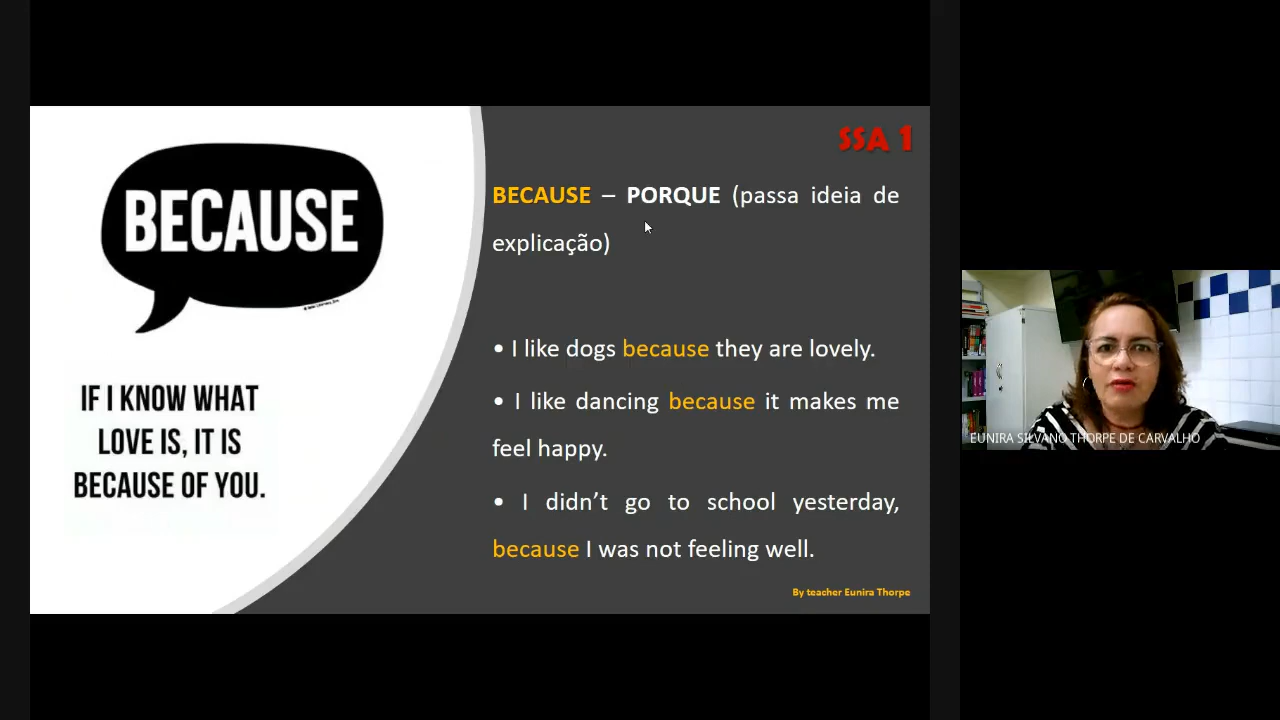 BECAUSE
IF I KNOW WHAT
LOVE IS, IT IS
BECAUSE OF YOU.
SSA 1
BECAUSE – PORQUE (passa ideia de
explicação)
• I like dogs because they are lovely.
• I like dancing because it makes me
feel happy.
• I didn't go to school yesterday,
because I was not feeling well.
By teacher Eunira Thorpe
EUNIRA SILVANO THORPE DE CARVALHO